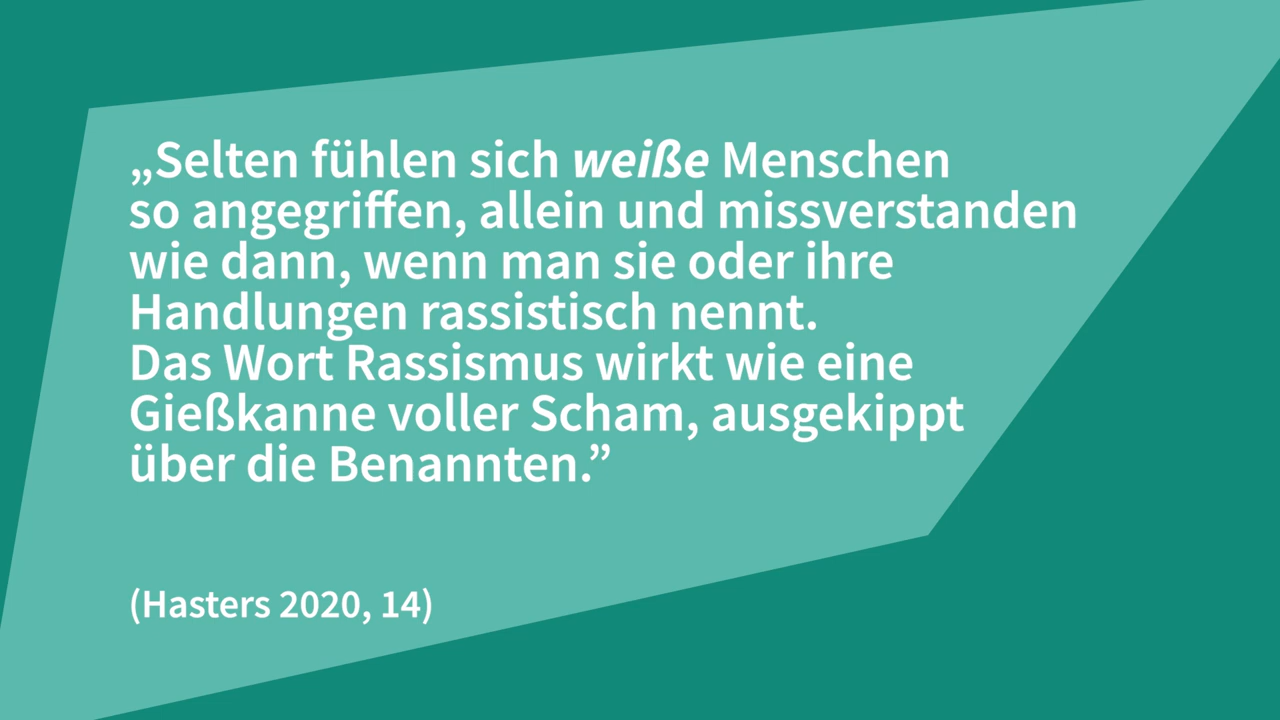 „Selten fühlen sich weiße Menschen
so angegriffen, allein und missverstanden
wie dann, wenn man sie oder ihre
Handlungen rassistisch nennt.
Das Wort Rassismus wirkt wie eine
Gießkanne voller Scham, ausgekippt
über die Benannten.”
(Hasters 2020, 14)